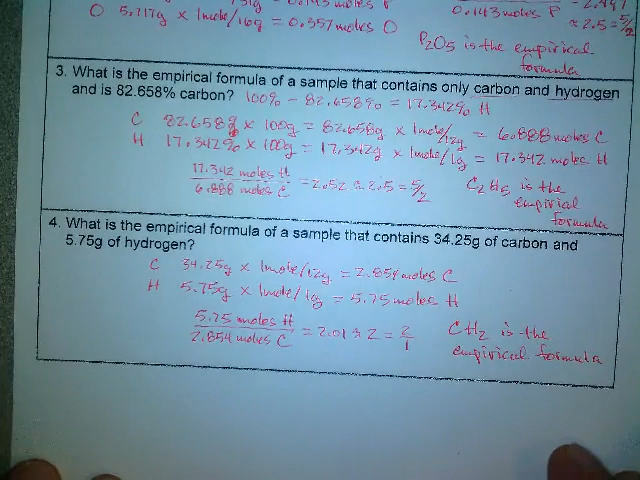 O 5.717g x 1mole/16g = 0.357 moles O
0.143 moles P
≈ 2.5 = 5/2
P2O5 is the empirical formula
3. What is the empirical formula of a sample that contains only carbon and hydrogen
and is 82.658% carbon? 100% - 82.658% = 17.342% H
C 82.658% x 100g = 82.658g x 1mole/12g = 6.888 moles C
H 17.342% x 100g = 17.342g x 1mole/1g = 17.342 moles H
17.342 moles H
6.888 moles C
= 2.52 ≈ 2.5 = 5/2
C2H5 is the
empirical
formula
4. What is the empirical formula of a sample that contains 34.25g of carbon and
5.75g of hydrogen?
C 34.25g x 1mole/12g = 2.854 moles C
H 5.75g x 1mole/1g = 5.75 moles H
5.75 moles H
2.854 moles C
= 2.01 ≈ 2 = 2/1
CH2 is the
empirical formula